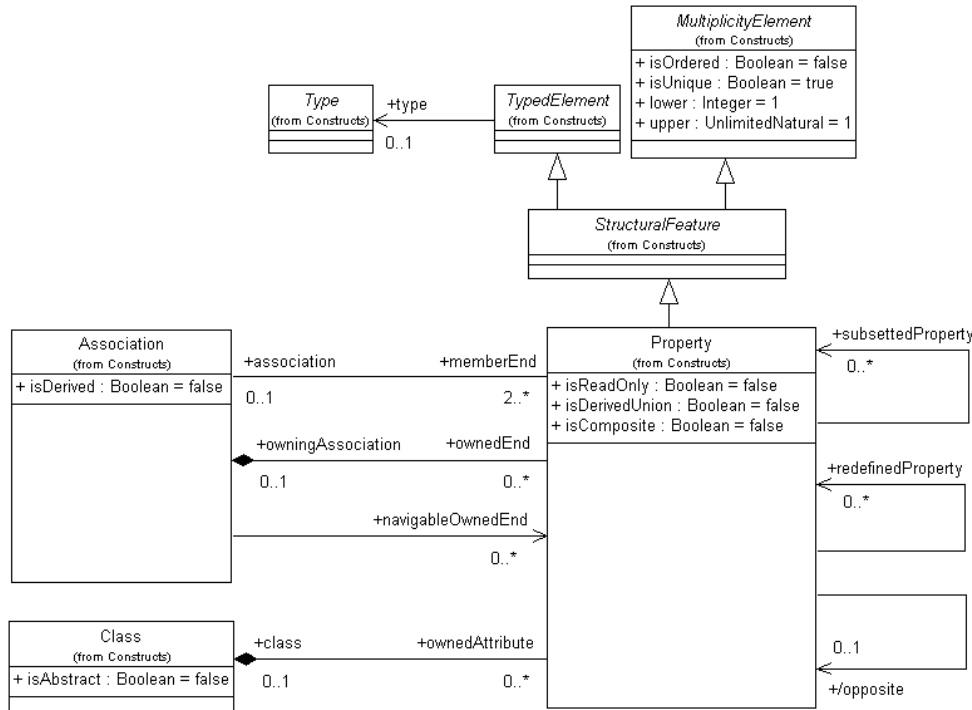 MultiplicityElement
(from Constructs)
+ isOrdered : Boolean = false
+ isUnique : Boolean = true
+ lower : Integer = 1
+ upper : UnlimitedNatural = 1
Type
(from Constructs)
+type
0..1
TypedElement
(from Constructs)
StructuralFeature
(from Constructs)
Association
(from Constructs)
+ isDerived : Boolean = false
+association
+memberEnd
0..1
2..*
+owningAssociation
+ownedEnd
0..1
0..*
+navigableOwnedEnd
0..*
Property
(from Constructs)
+ isReadOnly : Boolean = false
+ isDerivedUnion : Boolean = false
+ isComposite : Boolean = false
+subsettedProperty
0..*
+redefinedProperty
0..*
0..1
+/opposite
Class
(from Constructs)
+ isAbstract : Boolean = false
+class
+ownedAttribute
0..1
0..*